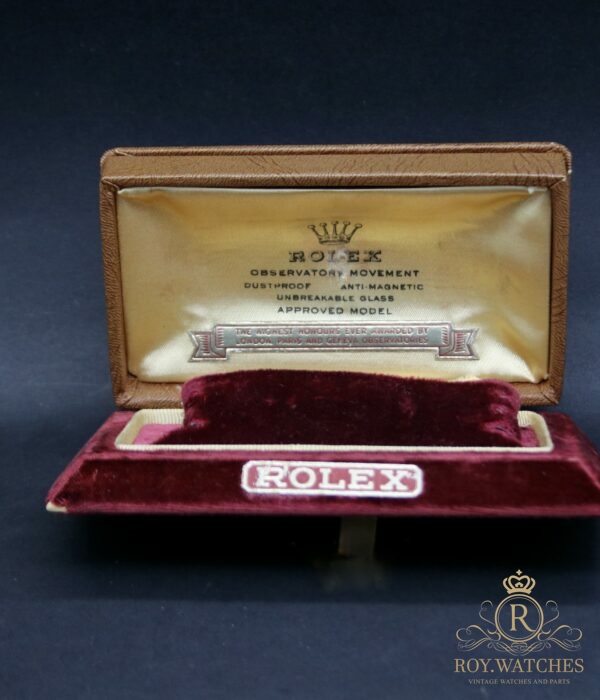 ROLEX
OBSERVATORY MOVEMENT
DUSTPROOF ANTI-MAGNETIC
UNBREAKABLE GLASS
APPROVED MODEL
THE HIGHEST HONOURS EVER AWARDED BY
LONDON, PARIS AND GENEVA OBSERVATORIES
ROLEX
R
ROY.WATCHES
VINTAGE WATCHES AND PARTS